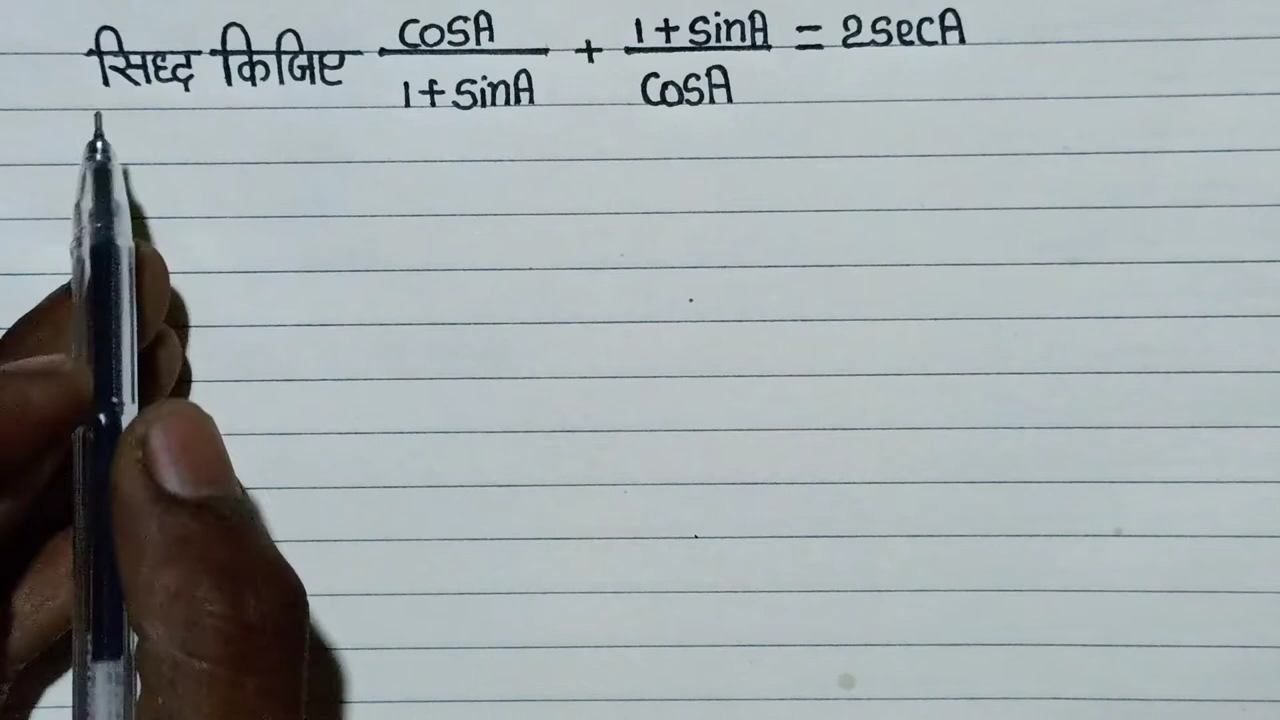 सिध्द किजिए cosA/1+sinA + 1+sinA/cosA = 2secA